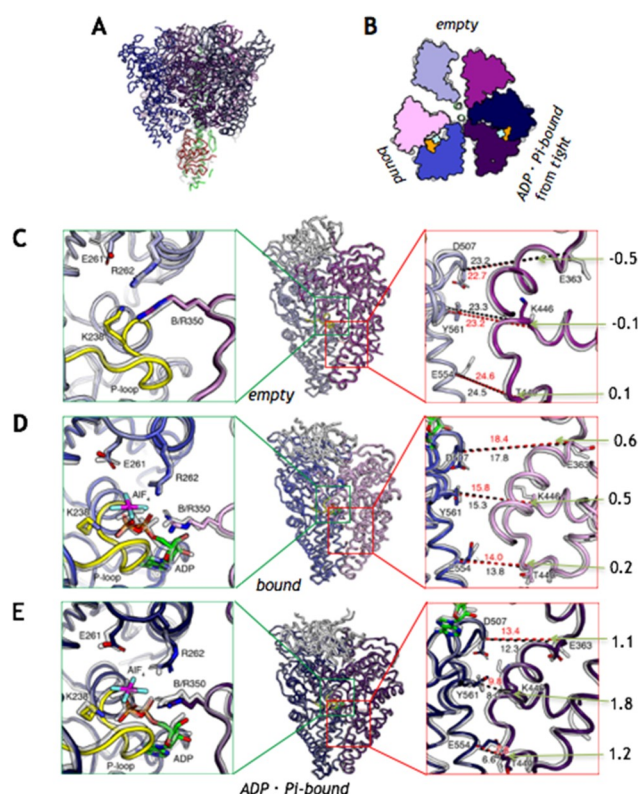 A
B
empty
bound
ADP · Pi-bound
from tight
C
E261
R262
K238
B/R350
P-loop
empty
D507
23.2
22.7
E363
23.3
23.2
K446
Y561
E554
24.6
24.5
-0.5
-0.1
0.1
D
E261
R262
AlF
K238
B/R350
P-loop
ADP
bound
18.4
D507
17.8
E363
15.8
K446
Y561
15.3
14.0
13.8
T449
0.6
0.5
0.2
E
E261
R262
AlF
K238
B/R350
P-loop
ADP
ADP · Pi-bound
D507
13.4
12.3
E363
9.8
Y561
E554
6.6
T449
1.1
1.8
1.2